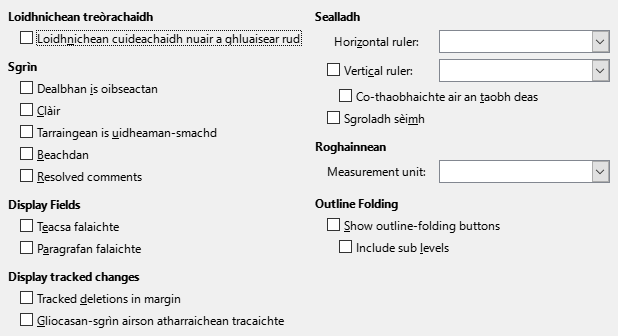 Loidhnichean treòrachaidh
Loidhnichean cuideachaidh nuair a ghluaisear rud
Sgrìn
Dealbhan is oibseactan
Clàir
Tarraingean is uidheaman-smachd
Beachdan
Resolved comments
Display Fields
Teacsa falaichte
Paragrafan falaichte
Display tracked changes
Tracked deletions in margin
Gliocasan-sgrìn airson atharraichean tracaichte
Sealladh
Horizontal ruler:
Vertical ruler:
Co-thaobhaichte air an taobh deas
Sgroladh sèimh
Roghainnean
Measurement unit:
Outline Folding
Show outline-folding buttons
Include sub levels